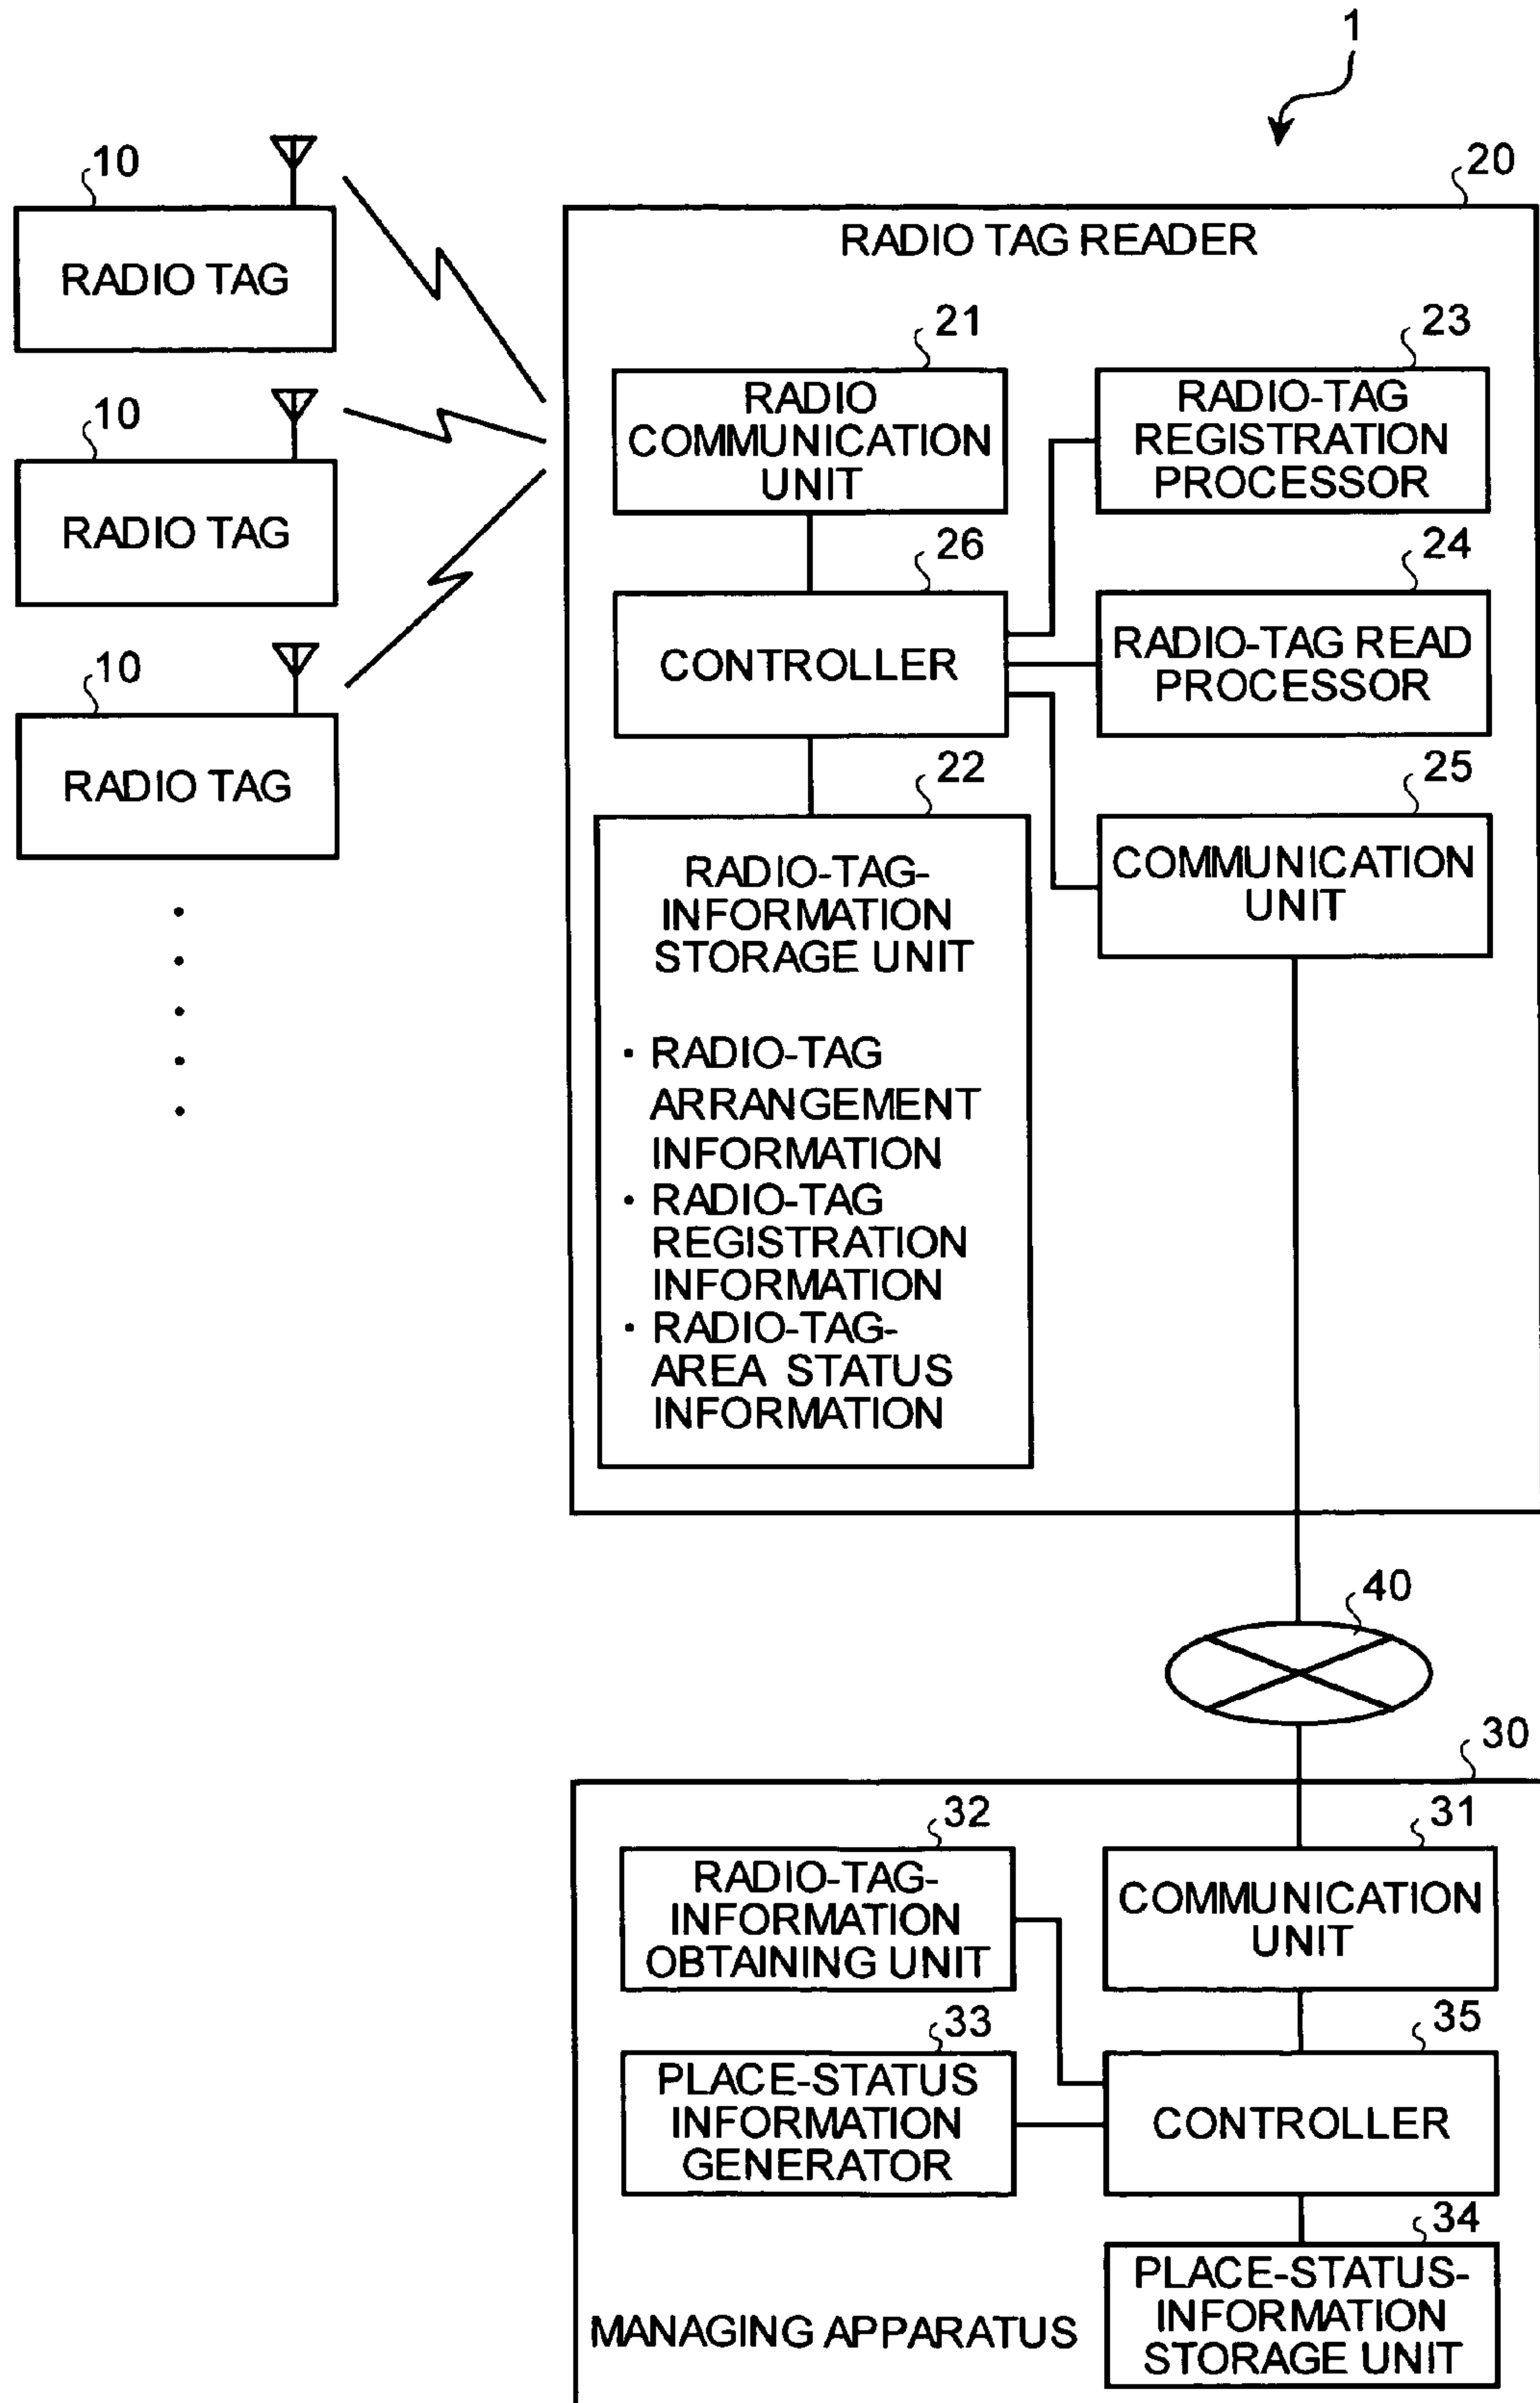 1
10
RADIO TAG
10
RADIO TAG
10
RADIO TAG
20
RADIO TAG READER
21
RADIO
COMMUNICATION
UNIT
23
RADIO-TAG
REGISTRATION
PROCESSOR
26
CONTROLLER
24
RADIO-TAG READ
PROCESSOR
22
RADIO-TAG-
INFORMATION
STORAGE UNIT
· RADIO-TAG
ARRANGEMENT
INFORMATION
· RADIO-TAG
REGISTRATION
INFORMATION
· RADIO-TAG-
AREA STATUS
INFORMATION
25
COMMUNICATION
UNIT
40
30
32
RADIO-TAG-
INFORMATION
OBTAINING UNIT
31
COMMUNICATION
UNIT
33
PLACE-STATUS
INFORMATION
GENERATOR
35
CONTROLLER
34
PLACE-STATUS-
INFORMATION
STORAGE UNIT
MANAGING APPARATUS